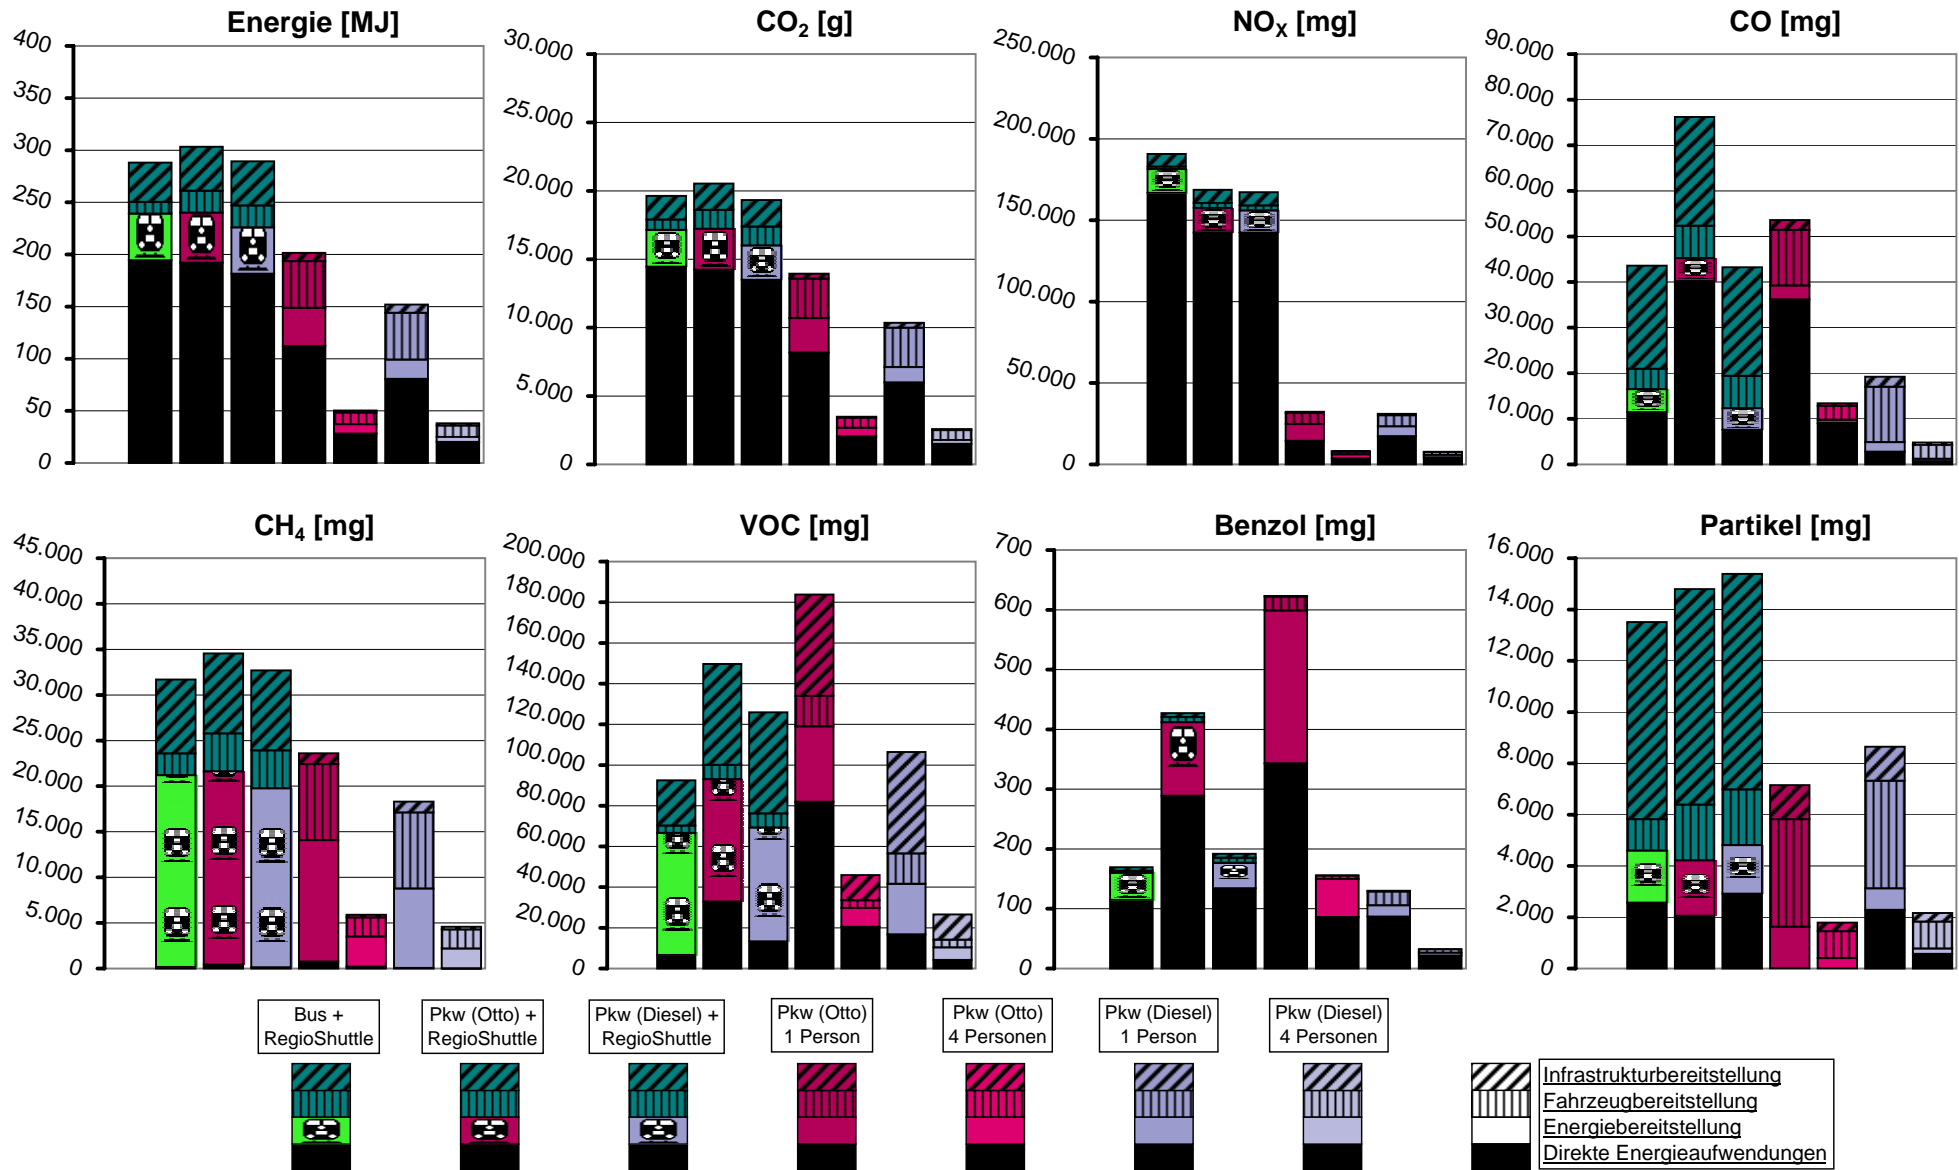 Energie [MJ]
400
350
300
250
200
150
100
50
0
CO2 [g]
30.000
25.000
20.000
15.000
10.000
5.000
0
NOX [mg]
250.000
200.000
150.000
100.000
50.000
0
CO [mg]
90.000
80.000
70.000
60.000
50.000
40.000
30.000
20.000
10.000
0
CH4 [mg]
45.000
40.000
35.000
30.000
25.000
20.000
15.000
10.000
5.000
0
VOC [mg]
200.000
180.000
160.000
140.000
120.000
100.000
80.000
60.000
40.000
20.000
0
Benzol [mg]
700
600
500
400
300
200
100
0
Partikel [mg]
16.000
14.000
12.000
10.000
8.000
6.000
4.000
2.000
0
Bus +
RegioShuttle
Pkw (Otto) +
RegioShuttle
Pkw (Diesel) +
RegioShuttle
Pkw (Otto)
1 Person
Pkw (Otto)
4 Personen
Pkw (Diesel)
1 Person
Pkw (Diesel)
4 Personen
Infrastrukturbereitstellung
Fahrzeugbereitstellung
Energiebereitstellung
Direkte Energieaufwendungen